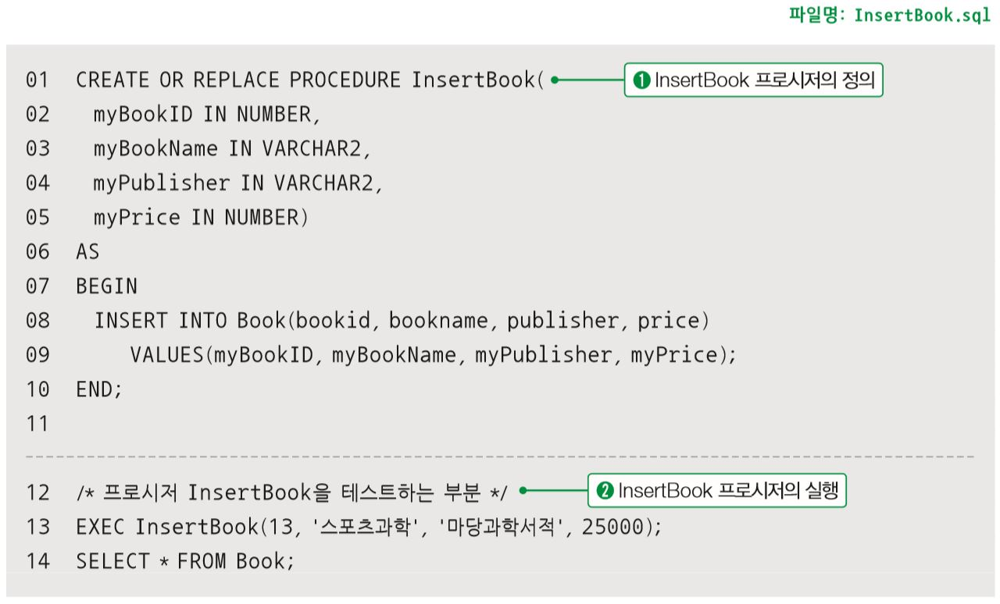 파일명: InsertBook.sql
01 CREATE OR REPLACE PROCEDURE InsertBook( ❶ InsertBook 프로시저의 정의
02 myBookID IN NUMBER,
03 myBookName IN VARCHAR2,
04 myPublisher IN VARCHAR2,
05 myPrice IN NUMBER)
06 AS
07 BEGIN
08 INSERT INTO Book(bookid, bookname, publisher, price)
09 VALUES(myBookID, myBookName, myPublisher, myPrice);
10 END;
11
12 /* 프로시저 InsertBook을 테스트하는 부분 */ ❷ InsertBook 프로시저의 실행
13 EXEC InsertBook(13, '스포츠과학', '마당과학서적', 25000);
14 SELECT * FROM Book;